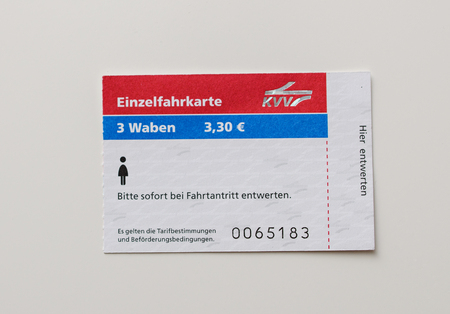 Einzelfahrkarte
KVV
3 Waben 3,30 €
Bitte sofort bei Fahrtantritt entwerten.
Es gelten die Tarifbestimmungen
und Beförderungsbedingungen.
0065183
Hier entwerten